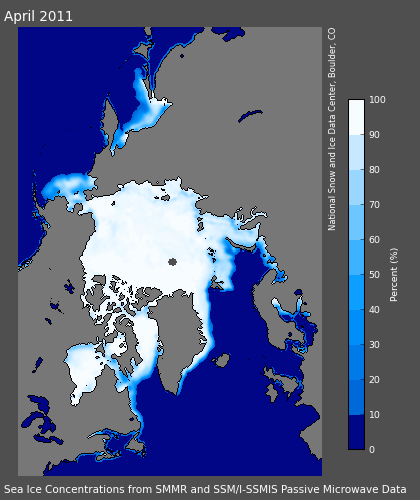 April 2011
National Snow and Ice Data Center, Boulder, CO
100
90
80
70
60
50
40
30
20
10
0
Percent (%)
Sea Ice Concentrations from SMMR and SSM/I-SSMIS Passive Microwave Data